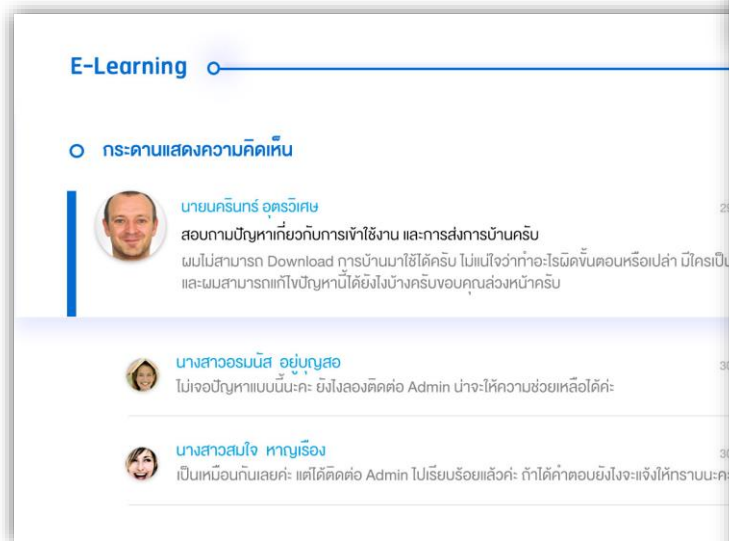 E-Learning
กระดานแสดงความคิดเห็น
นายนครินทร์ อุตรวิเศษ
สอบถามปัญหาเกี่ยวกับการเข้าใช้งาน และการส่งการบ้านครับ
ผมไม่สามารถ Download การบ้านมาใช้ได้ครับ ไม่แน่ใจว่าทำอะไรผิดขั้นตอนหรือเปล่า มีใครเป็น
และผมสามารถแก้ไขปัญหานี้ได้ยังไงบ้างครับขอบคุณล่วงหน้าครับ
นางสาวอรมนัส อยู่บุญสอ
ไม่เจอปัญหาแบบนี้นะคะ ยังไงลองติดต่อ Admin น่าจะให้ความช่วยเหลือได้ค่ะ
30
นางสาวสมใจ หาญเรือง
30
เป็นเหมือนกันเลยค่ะ แต่ได้ติดต่อ Admin ไปเรียบร้อยแล้วค่ะ ถ้าได้คำตอบยังไงจะแจ้งให้ทราบนะคะ